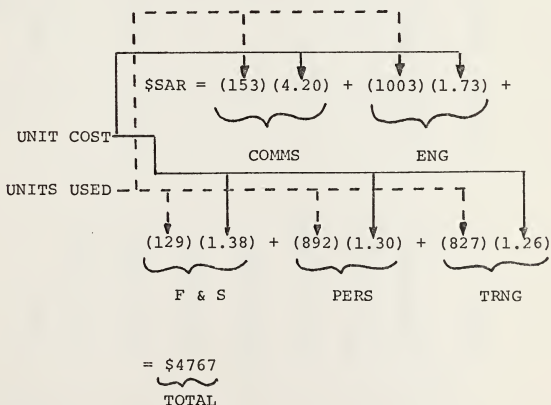 $SAR = (153)(4.20) + (1003)(1.73) +
UNIT COST
COMMS ENG
UNITS USED
(129)(1.38) + (892)(1.30) + (827)(1.26)
F & S PERS TRNG
= $4767
TOTAL